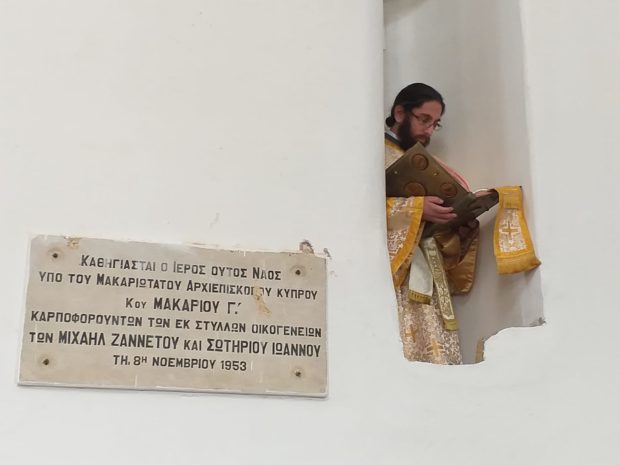 ΚΑΘΗΓΙΑΣΤΑΙ Ο ΙΕΡΟΣ ΟΥΤΟΣ ΝΑΟΣ
ΥΠΟ ΤΟΥ ΜΑΚΑΡΙΩΤΑΤΟΥ ΑΡΧΙΕΠΙΣΚΟΠΟΥ ΚΥΠΡΟΥ
ΚΟΥ ΜΑΚΑΡΙΟΥ Γ.΄
ΚΑΡΠΟΦΟΡΟΥΝΤΩΝ ΤΩΝ ΕΚ ΣΤΥΛΛΩΝ ΟΙΚΟΓΕΝΕΙΩΝ
ΤΩΝ ΜΙΧΑΗΛ ΖΑΝΝΕΤΟΥ ΚΑΙ ΣΩΤΗΡΙΟΥ ΙΩΑΝΝΟΥ
ΤΗ, 8Η ΝΟΕΜΒΡΙΟΥ 1953